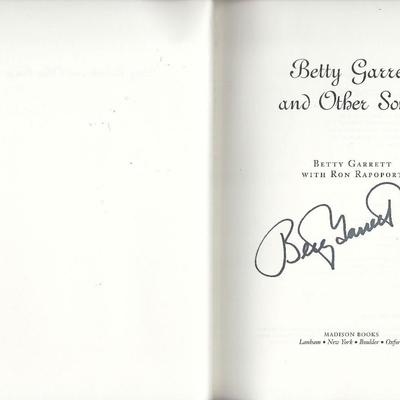 Betty Garre
and Other So
BETTY GARRETT
WITH RON RAPOPORT
Betty Garrett
MADISON BOOKS
Lanham • New York • Boulder • Oxfor